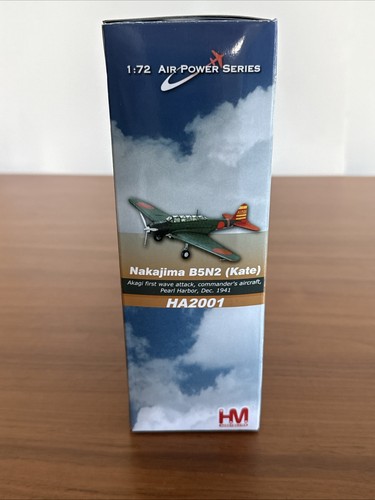 1:72 AIR POWER SERIES
Nakajima B5N2 (Kate)
Akagi first wave attack, commander's aircraft,
Pearl Harbor, Dec. 1941
HA2001
HM